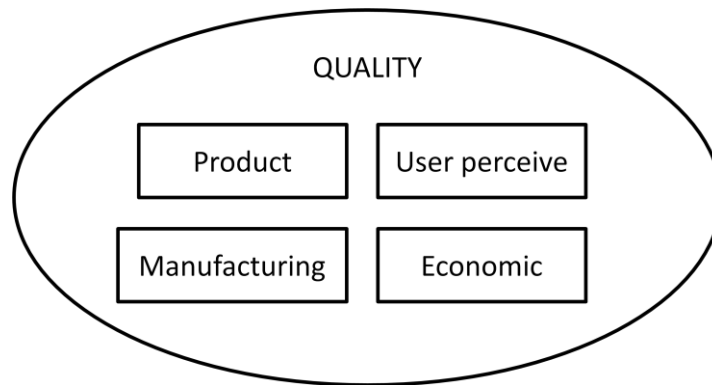 QUALITY
Product
User perceive
Manufacturing
Economic